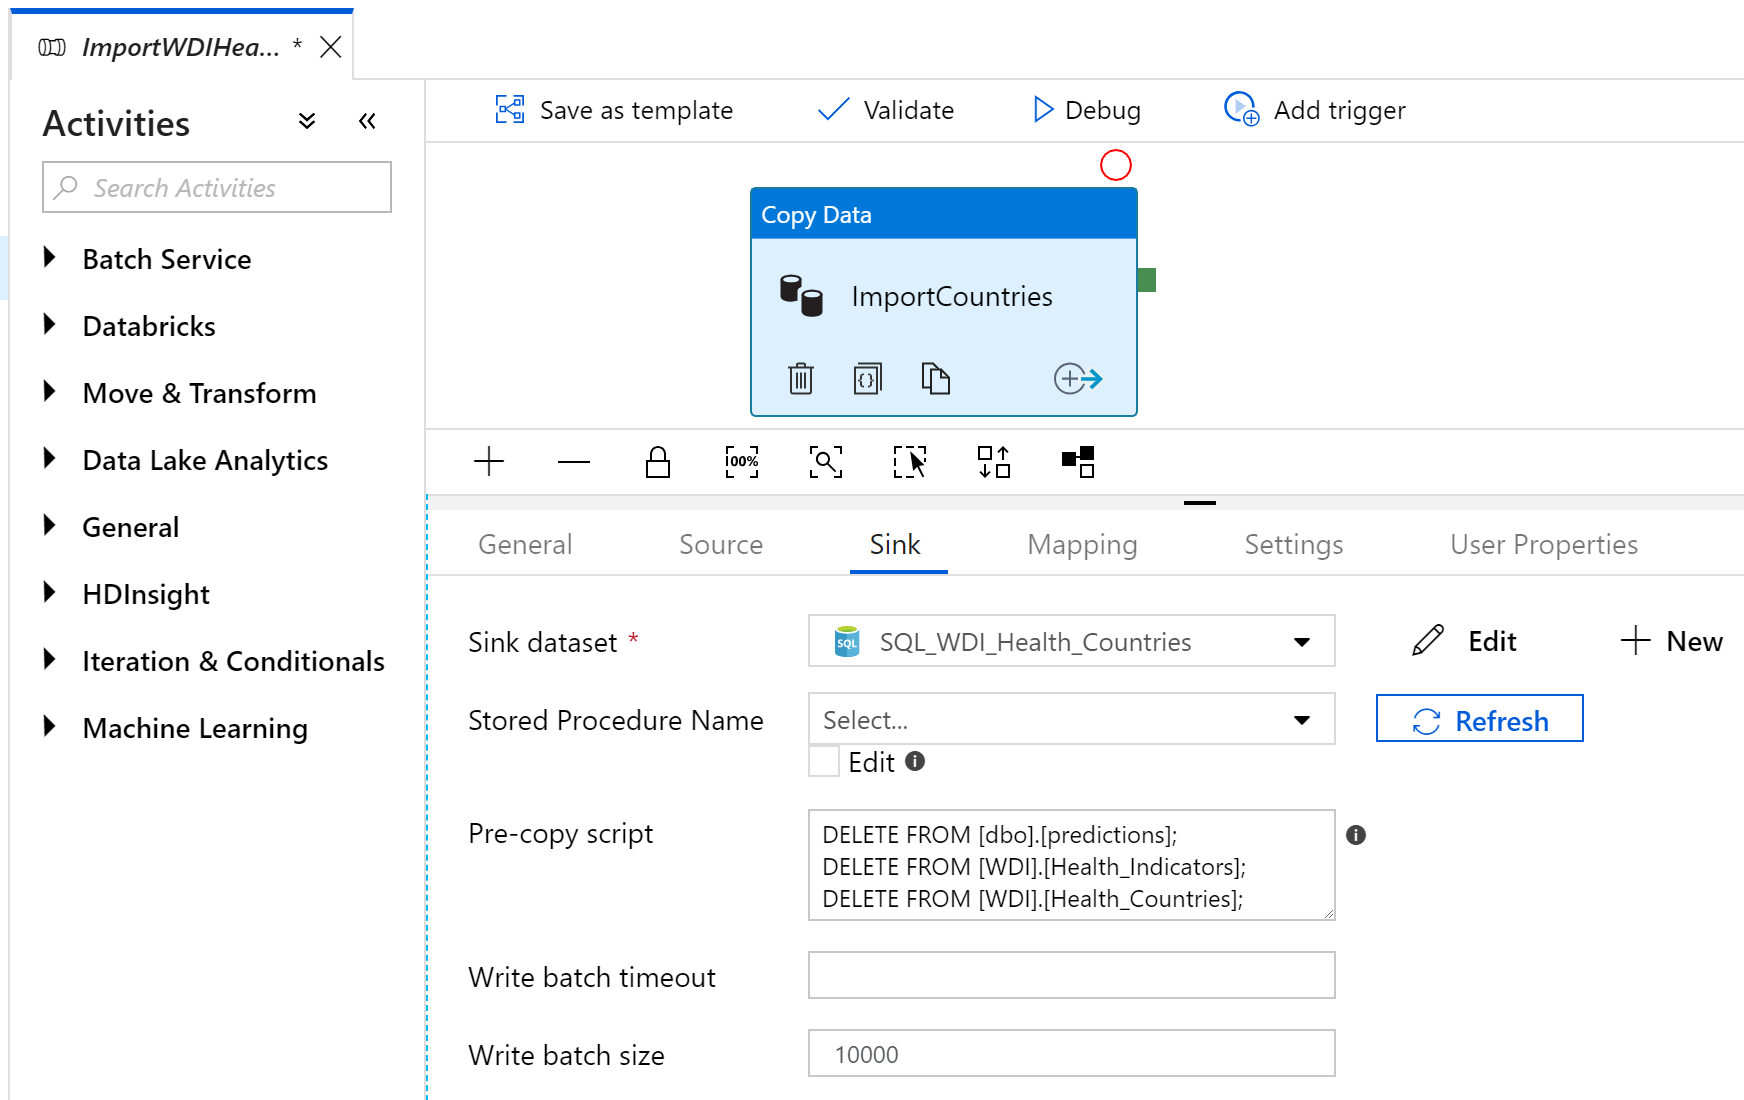 ImportWDIHea... *
Activities
Search Activities
Batch Service
Databricks
Move & Transform
Data Lake Analytics
General
HDInsight
Iteration & Conditionals
Machine Learning
Save as template
Validate
Debug
Add trigger
Copy Data
ImportCountries
{}
00%
General
Source
Sink
Mapping
Settings
User Properties
Sink dataset *
SQL
SQL_WDI_Health_Countries
Edit
New
Stored Procedure Name
Select...
Refresh
Edit
Pre-copy script
DELETE FROM [dbo].[predictions];
DELETE FROM [WDI].[Health_Indicators];
DELETE FROM [WDI].[Health_Countries];
Write batch timeout
Write batch size
10000